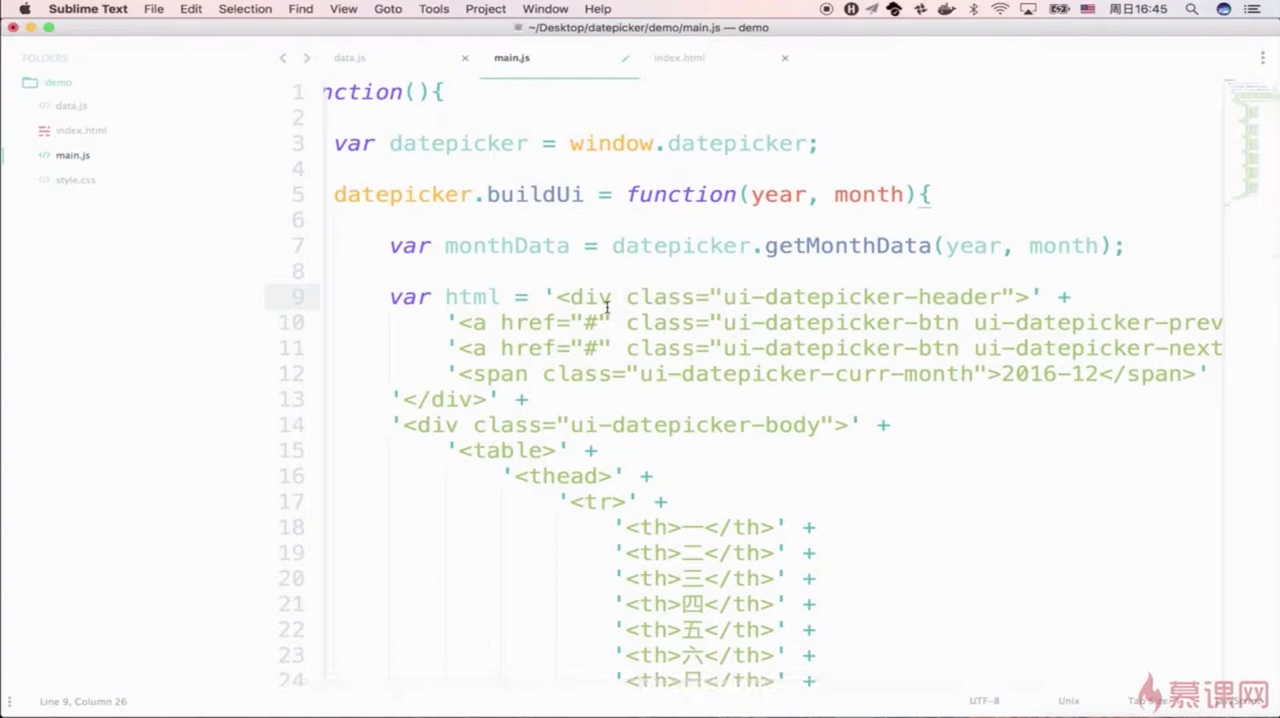 Sublime Text File Edit Selection Find View Goto Tools Project Window Help 周日16:45
~/Desktop/datepicker/demo/main.js — demo
FOLDERS
demo
data.js
index.html
main.js
style.css
data.js main.js index.html
1 nction(){
2
3 var datepicker = window.datepicker;
4
5 datepicker.buildUi = function(year, month){
6
7 var monthData = datepicker.getMonthData(year, month);
8
9 var html = '<div class="ui-datepicker-header">' +
10 '<a href="#" class="ui-datepicker-btn ui-datepicker-prev
11 '<a href="#" class="ui-datepicker-btn ui-datepicker-next
12 '<span class="ui-datepicker-curr-month">2016-12</span>'
13 '</div>' +
14 '<div class="ui-datepicker-body">' +
15 '<table>' +
16 '<thead>' +
17 '<tr>' +
18 '<th>一</th>' +
19 '<th>二</th>' +
20 '<th>三</th>' +
21 '<th>四</th>' +
22 '<th>五</th>' +
23 '<th>六</th>' +
24 '<th>日</th>' +
Line 9, Column 26 UTF-8 Unix
慕课网